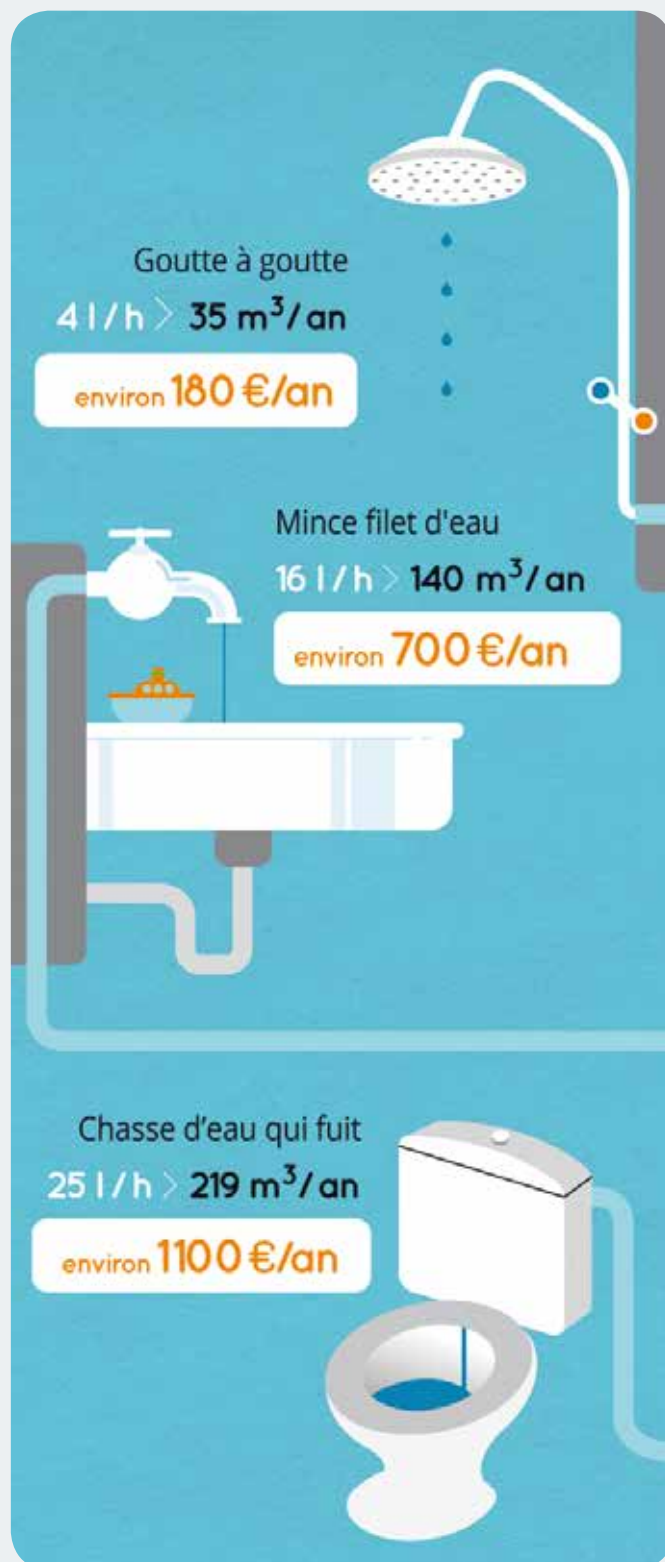 Goutte à goutte
4 l/h > 35 m³/an
environ 180 €/an
Mince filet d'eau
16 l/h > 140 m³/an
environ 700 €/an
Chasse d’eau qui fuit
25 l/h > 219 m³/an
environ 1100 €/an